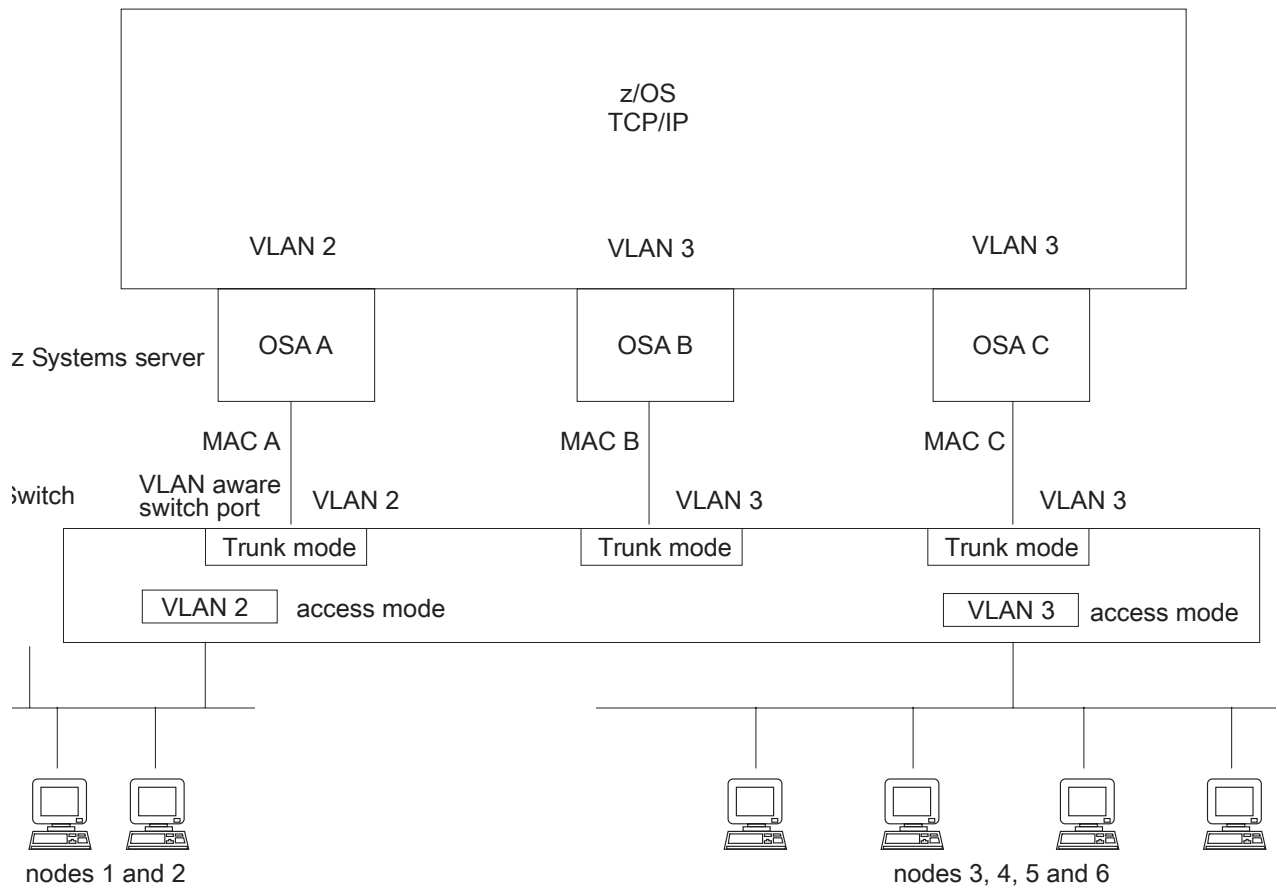 z/OS
TCP/IP
VLAN 2
VLAN 3
VLAN 3
z Systems server
OSA A
OSA B
OSA C
MAC A
MAC B
MAC C
Switch
VLAN aware
switch port
VLAN 2
VLAN 3
VLAN 3
Trunk mode
Trunk mode
Trunk mode
VLAN 2
access mode
VLAN 3
access mode
nodes 1 and 2
nodes 3, 4, 5 and 6